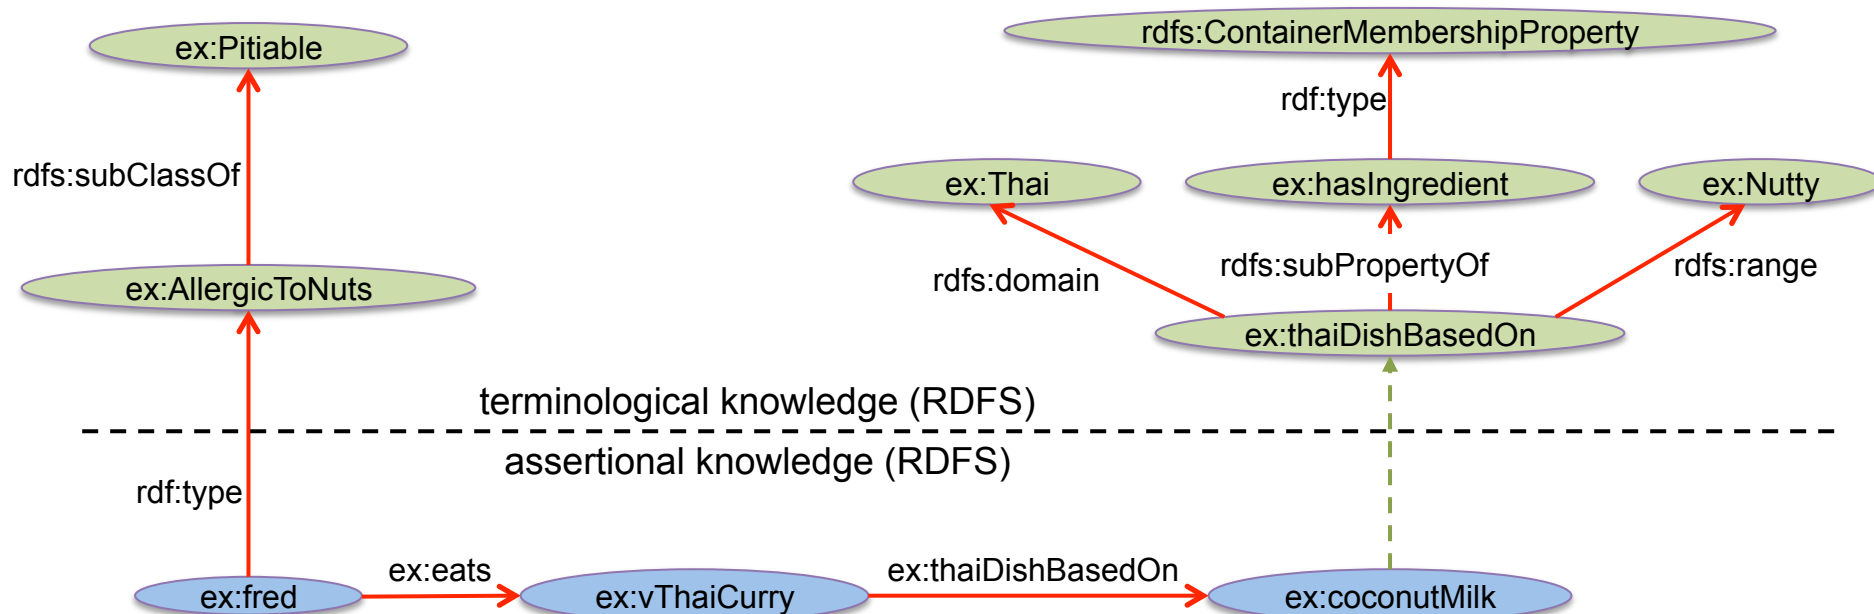 ex:Pitiable
rdfs:ContainerMembershipProperty
rdf:type
rdfs:subClassOf
ex:Thai
ex:hasIngredient
ex:Nutty
rdfs:domain
rdfs:subPropertyOf
rdfs:range
ex:AllergicToNuts
ex:thaiDishBasedOn
terminological knowledge (RDFS)
assertional knowledge (RDFS)
rdf:type
ex:eats
ex:thaiDishBasedOn
ex:fred
ex:vThaiCurry
ex:coconutMilk